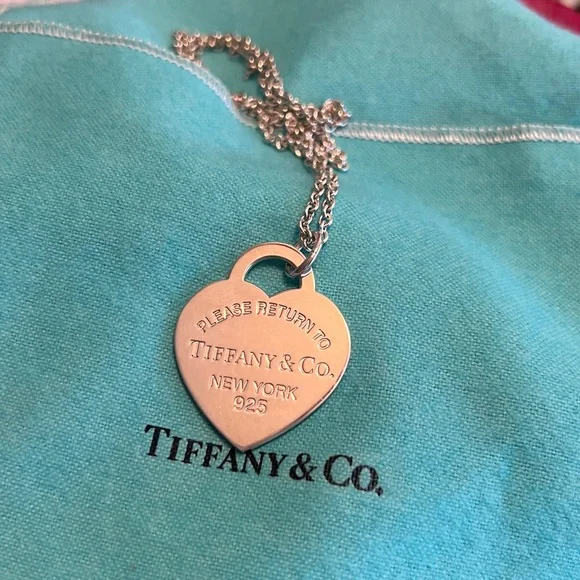 PLEASE RETURN TO
TIFFANY & CO.
NEW YORK
925
TIFFANY & CO.